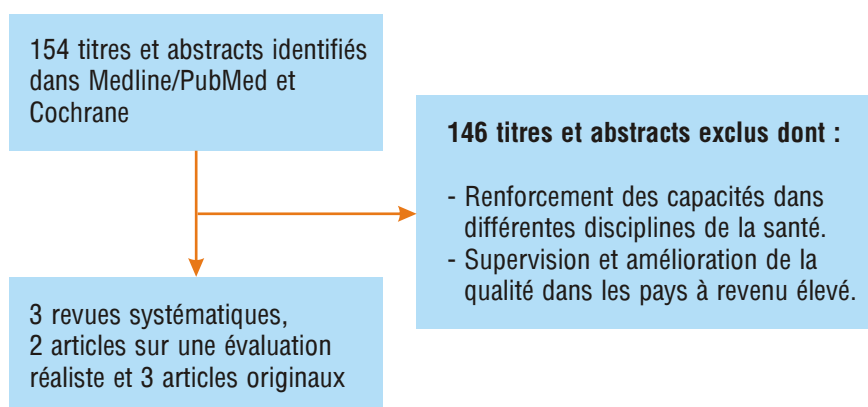 154 titres et abstracts identifiés
dans Medline/PubMed et
Cochrane
146 titres et abstracts exclus dont :
- Renforcement des capacités dans
différentes disciplines de la santé.
- Supervision et amélioration de la
qualité dans les pays à revenu élevé.
3 revues systématiques,
2 articles sur une évaluation
réaliste et 3 articles originaux